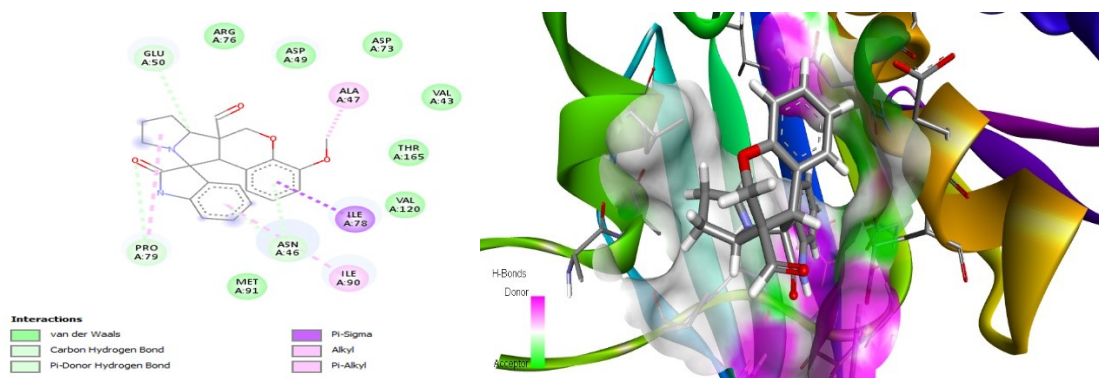 ARG
A:76
ASP
A:73
GLU
A:50
ASP
A:49
ALA
A:47
VAL
A:43
O
O
O
THR
A:165
O
N
N
VAL
A:120
ILE
A:78
PRO
A:79
ASN
A:46
MET
A:91
ILE
A:90
Interactions
van der Waals
Carbon Hydrogen Bond
Pi-Donor Hydrogen Bond
Pi-Sigma
Alkyl
Pi-Alkyl
H-Bonds
Donor
Acceptor